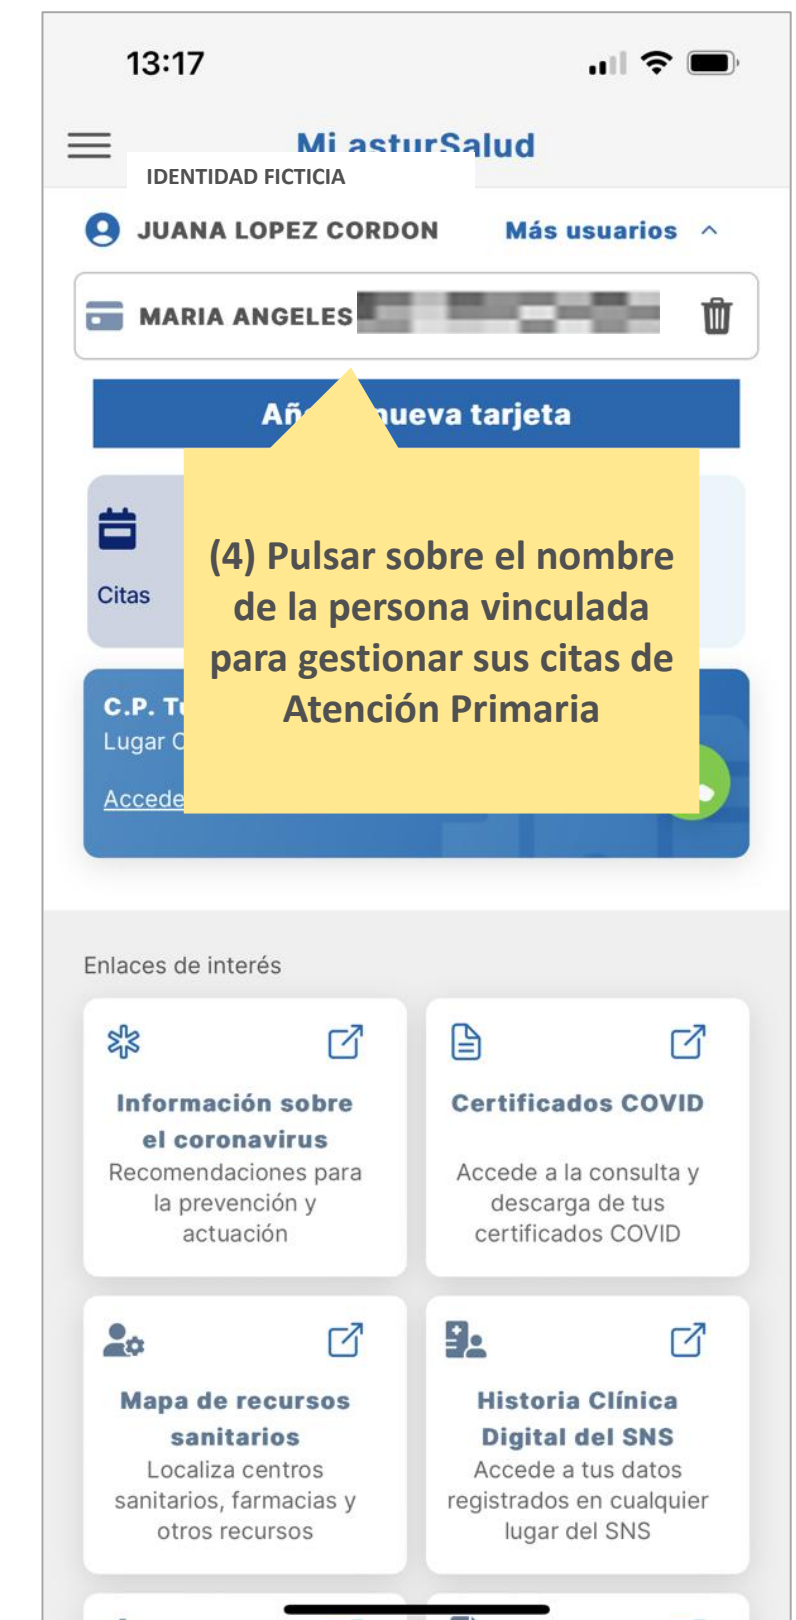 13:17
Mi asturSalud
IDENTIDAD FICTICIA
JUANA LOPEZ CORDON
Más usuarios
MARIA ANGELES
nueva tarjeta
(4) Pulsar sobre el nombre
de la persona vinculada
para gestionar sus citas de
Atención Primaria
Citas
C.P.
Lugar
Accede
Enlaces de interés
Información sobre
el coronavirus
Recomendaciones para
la prevención y
actuación
Certificados COVID
Accede a la consulta y
descarga de tus
certificados COVID
Mapa de recursos
sanitarios
Localiza centros
sanitarios, farmacias y
otros recursos
Historia Clínica
Digital del SNS
Accede a tus datos
registrados en cualquier
lugar del SNS